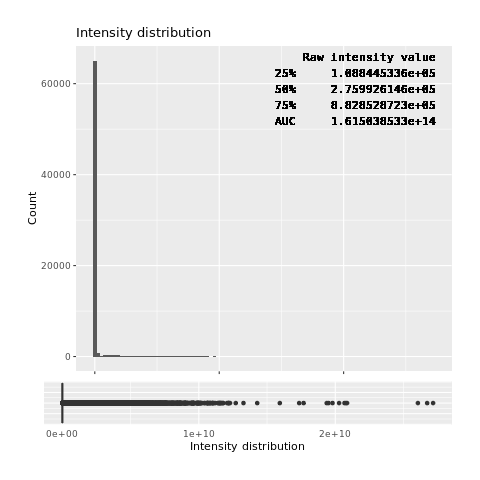 Intensity distribution
Raw intensity value
25% 1.088445336e+05
50% 2.759926146e+05
75% 8.828528723e+05
AUC 1.615038533e+14
60000
40000
20000
0
Count
0e+00 1e+10 2e+10
Intensity distribution